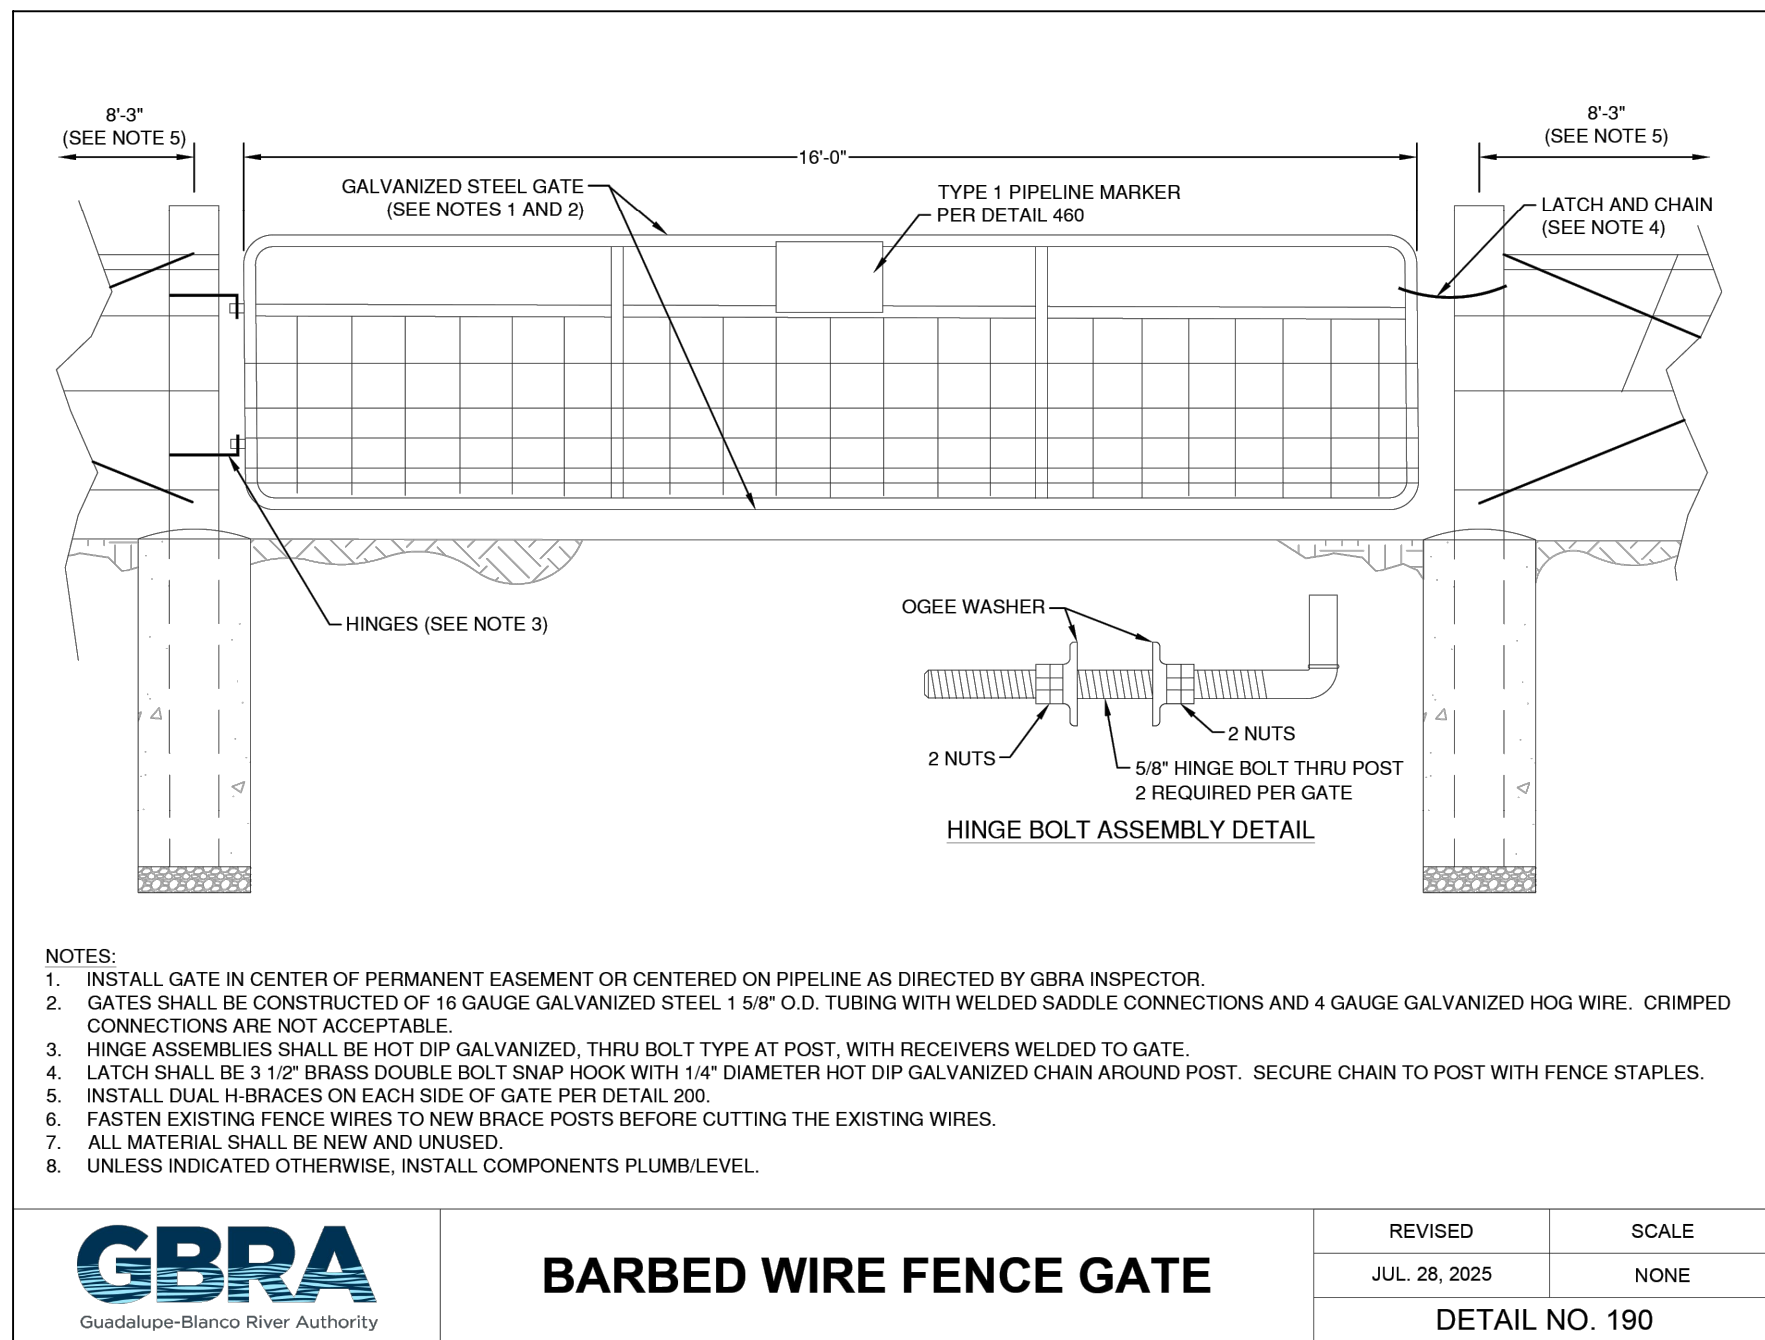 8'-3"
(SEE NOTE 5)
8'-3"
(SEE NOTE 5)
16'-0"
GALVANIZED STEEL GATE
(SEE NOTES 1 AND 2)
TYPE 1 PIPELINE MARKER
PER DETAIL 460
LATCH AND CHAIN
(SEE NOTE 4)
HINGES (SEE NOTE 3)
OGEE WASHER
2 NUTS
2 NUTS
5/8" HINGE BOLT THRU POST
2 REQUIRED PER GATE
HINGE BOLT ASSEMBLY DETAIL
NOTES:
1. INSTALL GATE IN CENTER OF PERMANENT EASEMENT OR CENTERED ON PIPELINE AS DIRECTED BY GBRA INSPECTOR.
2. GATES SHALL BE CONSTRUCTED OF 16 GAUGE GALVANIZED STEEL 1 5/8" O.D. TUBING WITH WELDED SADDLE CONNECTIONS AND 4 GAUGE GALVANIZED HOG WIRE. CRIMPED
CONNECTIONS ARE NOT ACCEPTABLE.
3. HINGE ASSEMBLIES SHALL BE HOT DIP GALVANIZED, THRU BOLT TYPE AT POST, WITH RECEIVERS WELDED TO GATE.
4. LATCH SHALL BE 3 1/2" BRASS DOUBLE BOLT SNAP HOOK WITH 1/4" DIAMETER HOT DIP GALVANIZED CHAIN AROUND POST. SECURE CHAIN TO POST WITH FENCE STAPLES.
5. INSTALL DUAL H-BRACES ON EACH SIDE OF GATE PER DETAIL 200.
6. FASTEN EXISTING FENCE WIRES TO NEW BRACE POSTS BEFORE CUTTING THE EXISTING WIRES.
7. ALL MATERIAL SHALL BE NEW AND UNUSED.
8. UNLESS INDICATED OTHERWISE, INSTALL COMPONENTS PLUMB/LEVEL.
GBRA
Guadalupe-Blanco River Authority
BARBED WIRE FENCE GATE
REVISED
SCALE
JUL. 28, 2025
NONE
DETAIL NO. 190